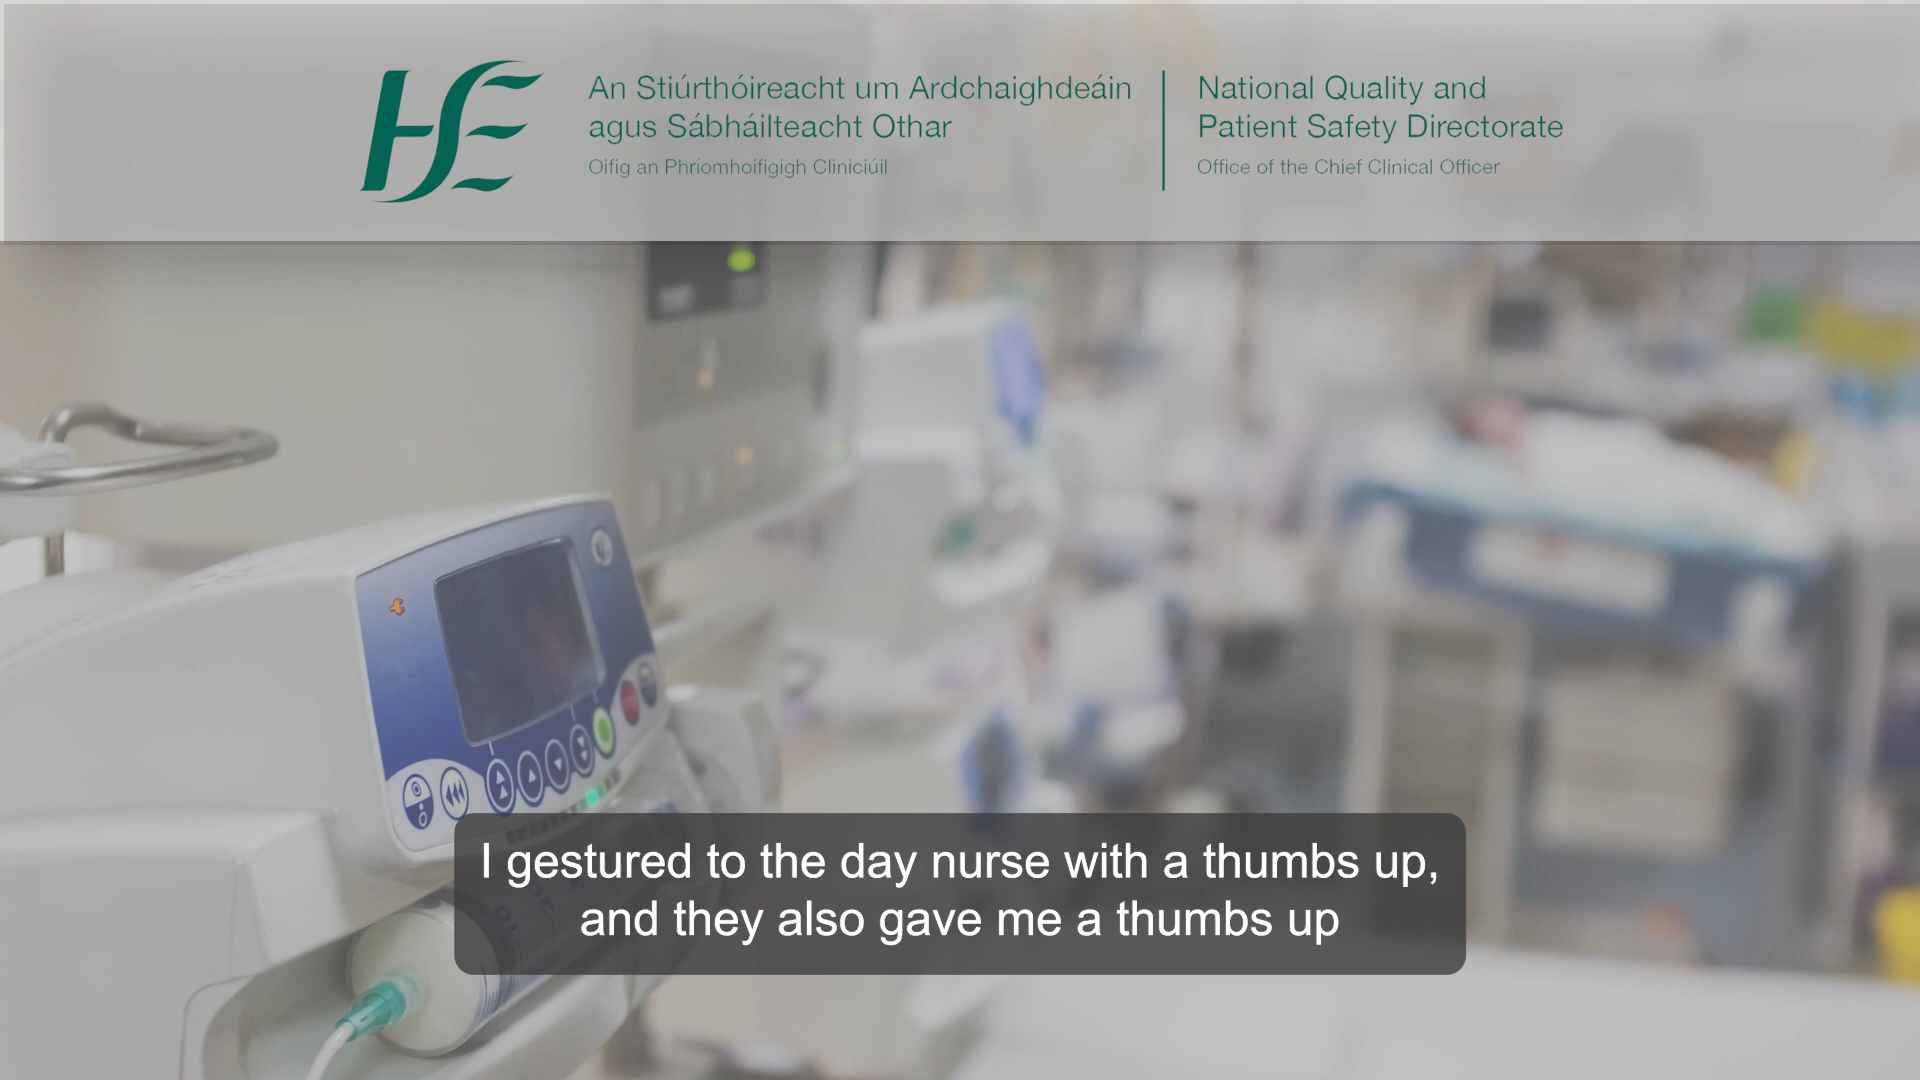 HSE
An Stiúrthóireacht um Ardchaighdeáin
agus Sábháilteacht Othar
Oifig an Phríomhoifigigh Cliniciúil
National Quality and
Patient Safety Directorate
Office of the Chief Clinical Officer
I gestured to the day nurse with a thumbs up,
and they also gave me a thumbs up